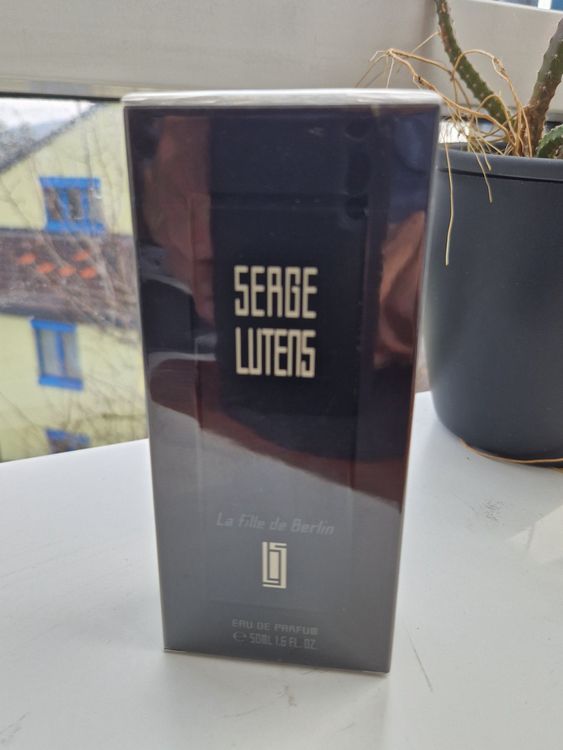 SERGE
LUTENS
La fille de Berlin
EAU DE PARFUM
℮ 50ML 1.6 FL. OZ.